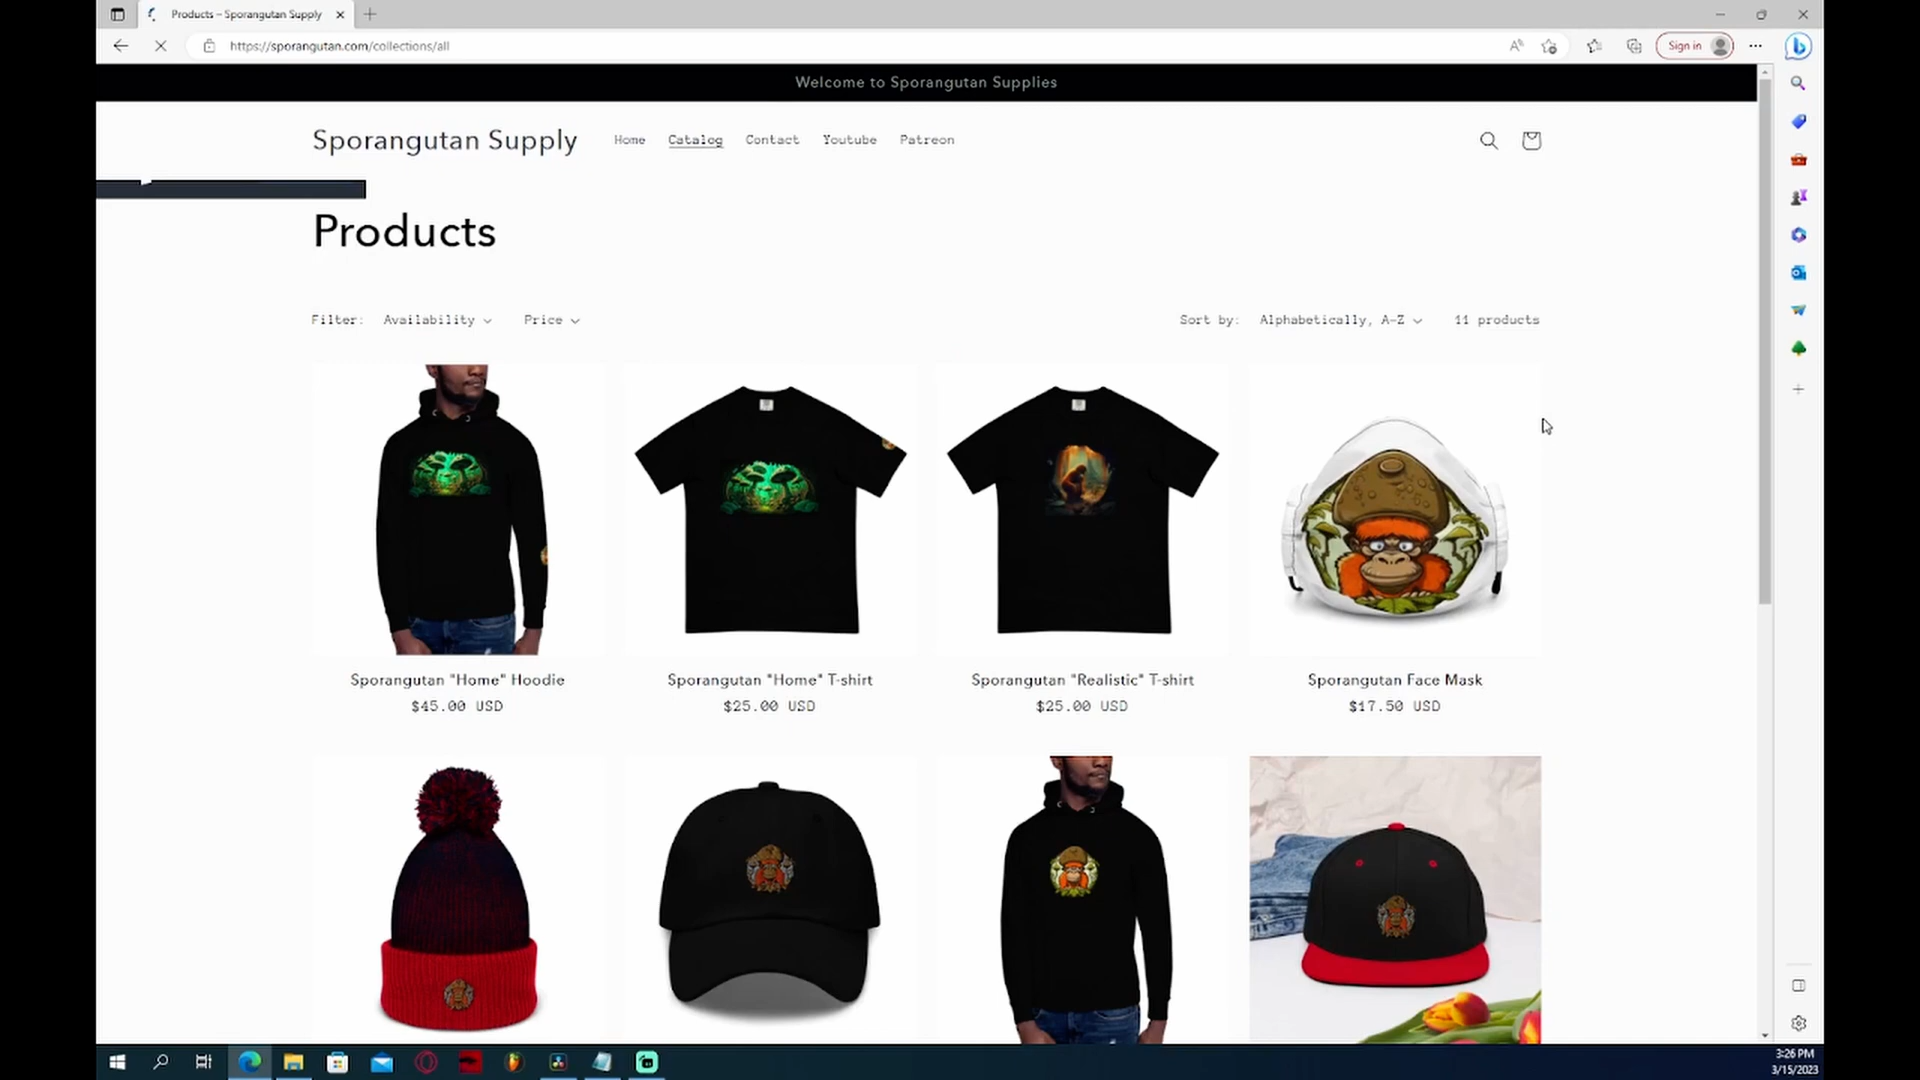 Products – Sporangutan Supply
https://sporangutan.com/collections/all
Sign in
Welcome to Sporangutan Supplies
Sporangutan Supply
Home
Catalog
Contact
Youtube
Patreon
Products
Filter:
Availability
Price
Sort by:
Alphabetically, A-Z
11 products
Sporangutan "Home" Hoodie
$45.00 USD
Sporangutan "Home" T-shirt
$25.00 USD
Sporangutan "Realistic" T-shirt
$25.00 USD
Sporangutan Face Mask
$17.50 USD
3:26 PM
3/15/2023